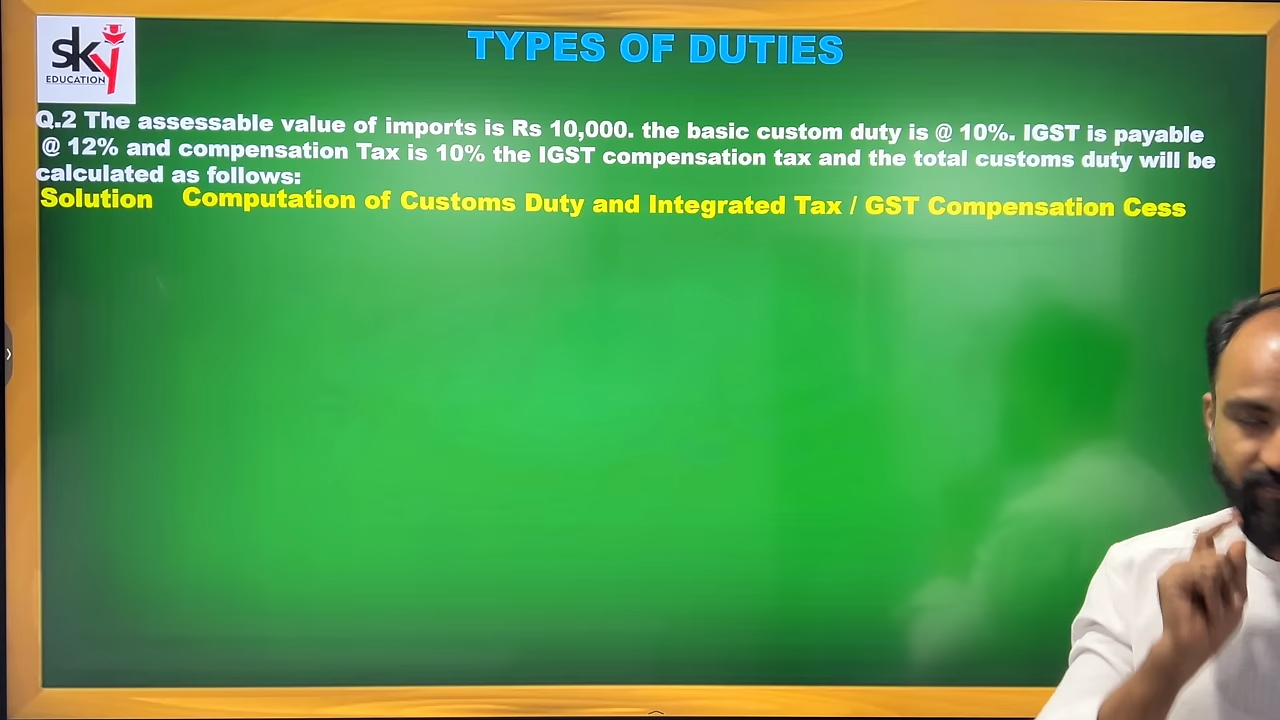 sky
EDUCATION
TYPES OF DUTIES
Q.2 The assessable value of imports is Rs 10,000. the basic custom duty is @ 10%. IGST is payable
@ 12% and compensation Tax is 10% the IGST compensation tax and the total customs duty will be
calculated as follows:
Solution Computation of Customs Duty and Integrated Tax / GST Compensation Cess